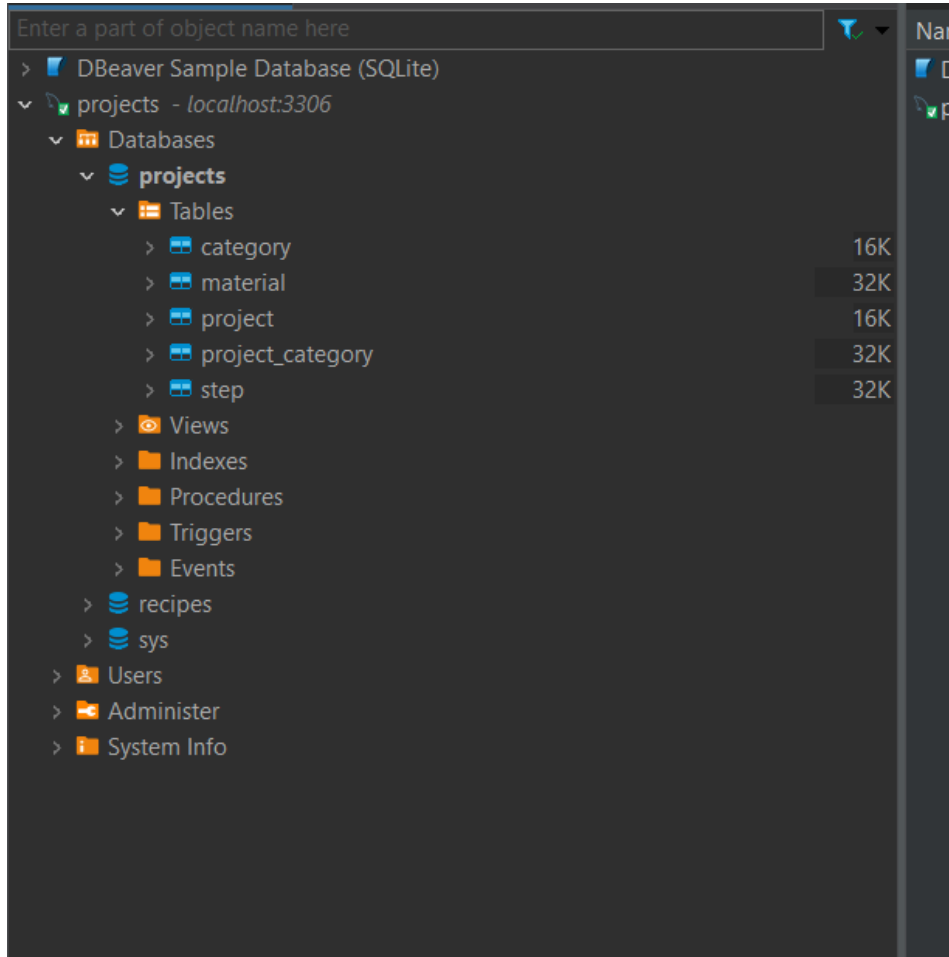 Enter a part of object name here
Nar
DBeaver Sample Database (SQLite)
D
projects - localhost:3306
p
Databases
projects
Tables
category 16K
material 32K
project 16K
project_category 32K
step 32K
Views
Indexes
Procedures
Triggers
Events
recipes
sys
Users
Administer
System Info